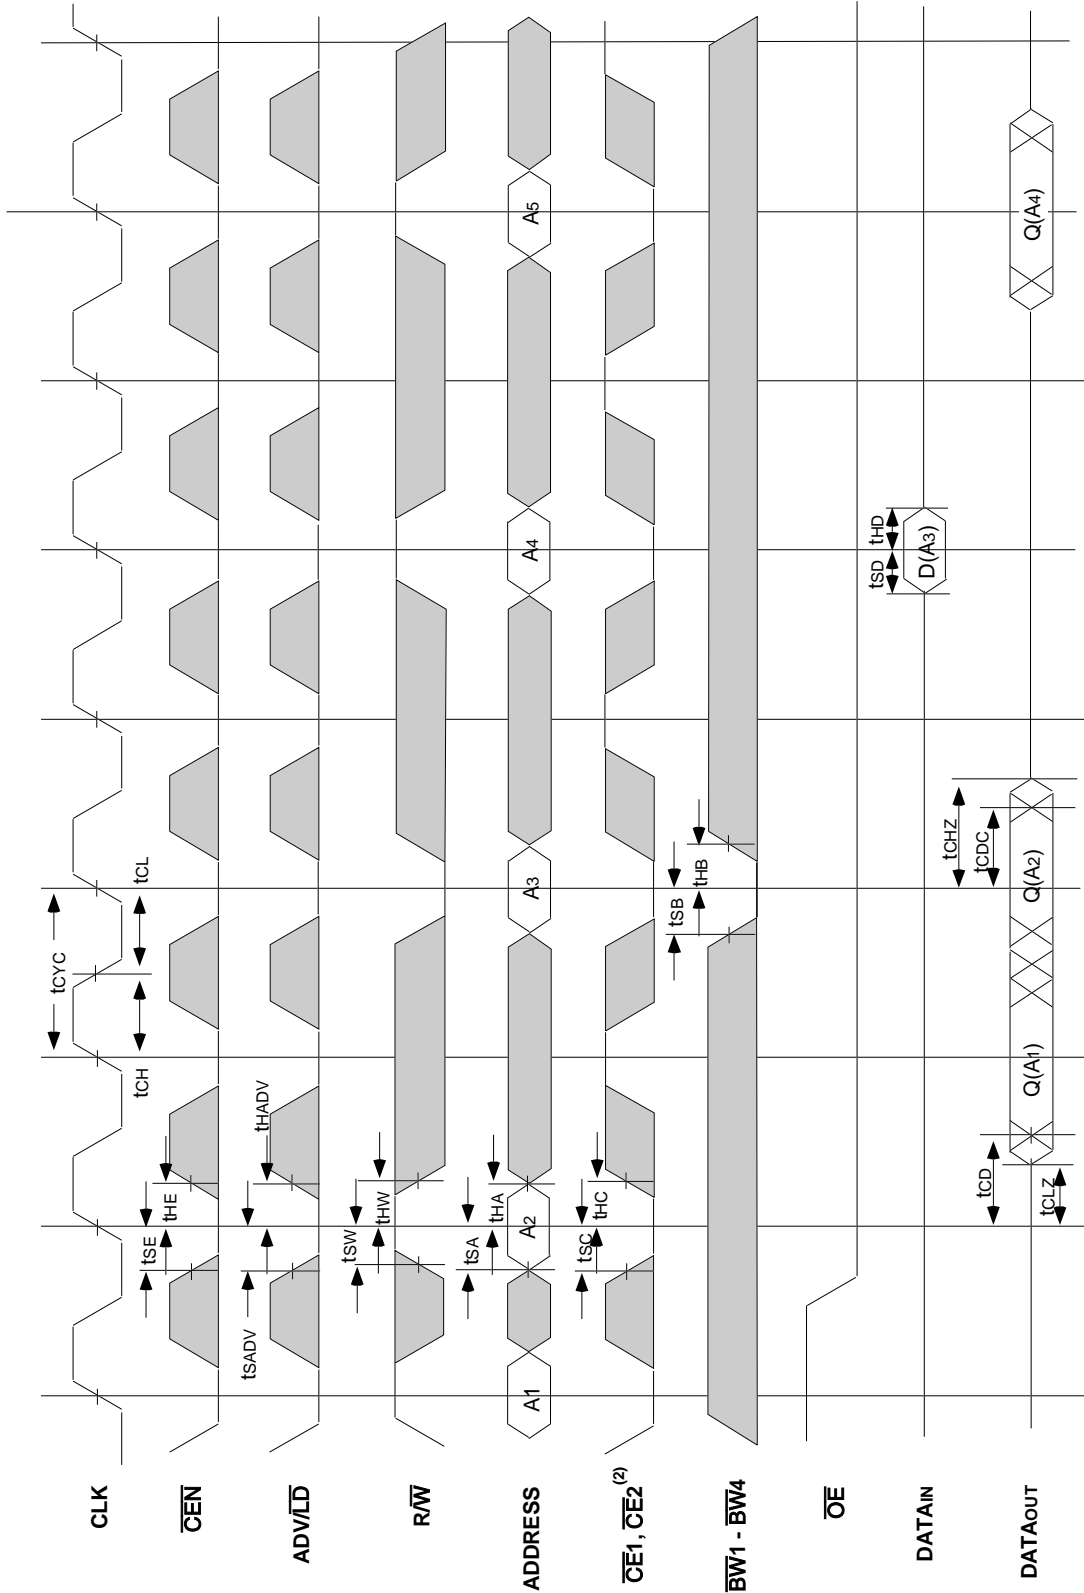 CLK
CEN
ADV/LD
R/W
ADDRESS
CE1, CE2(2)
BW1 - BW4
OE
DATAIN
DATAOUT
tCYC
tCH
tCL
tSE
tHE
tSADV
tHADV
tSW
tHW
tSA
tHA
A1
A2
A3
A4
A5
tSC
tHC
tSB
tHB
tSD
tHD
D(A3)
tCD
tCLZ
tCHZ
tCDC
Q(A1)
Q(A2)
Q(A4)